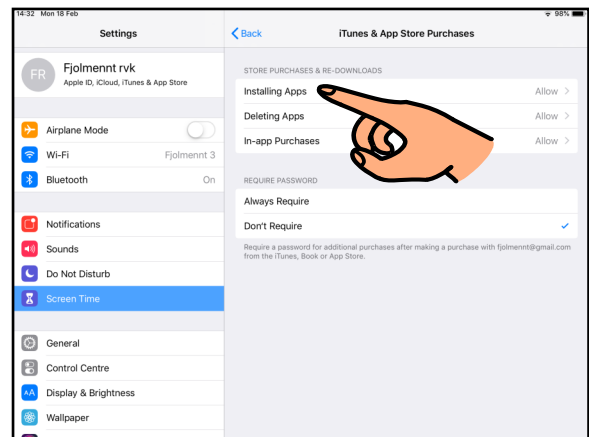 14:32 Mon 18 Feb
98%
Settings
FR
Fjolmennt rvk
Apple ID, iCloud, iTunes & App Store
Airplane Mode
Wi-Fi Fjolmennt 3
Bluetooth On
Notifications
Sounds
Do Not Disturb
Screen Time
General
Control Centre
AA Display & Brightness
Wallpaper
Back iTunes & App Store Purchases
STORE PURCHASES & RE-DOWNLOADS
Installing Apps Allow
Deleting Apps Allow
In-app Purchases Allow
REQUIRE PASSWORD
Always Require
Don't Require
Require a password for additional purchases after making a purchase with fjolmennt@gmail.com
from the iTunes, Book or App Store.